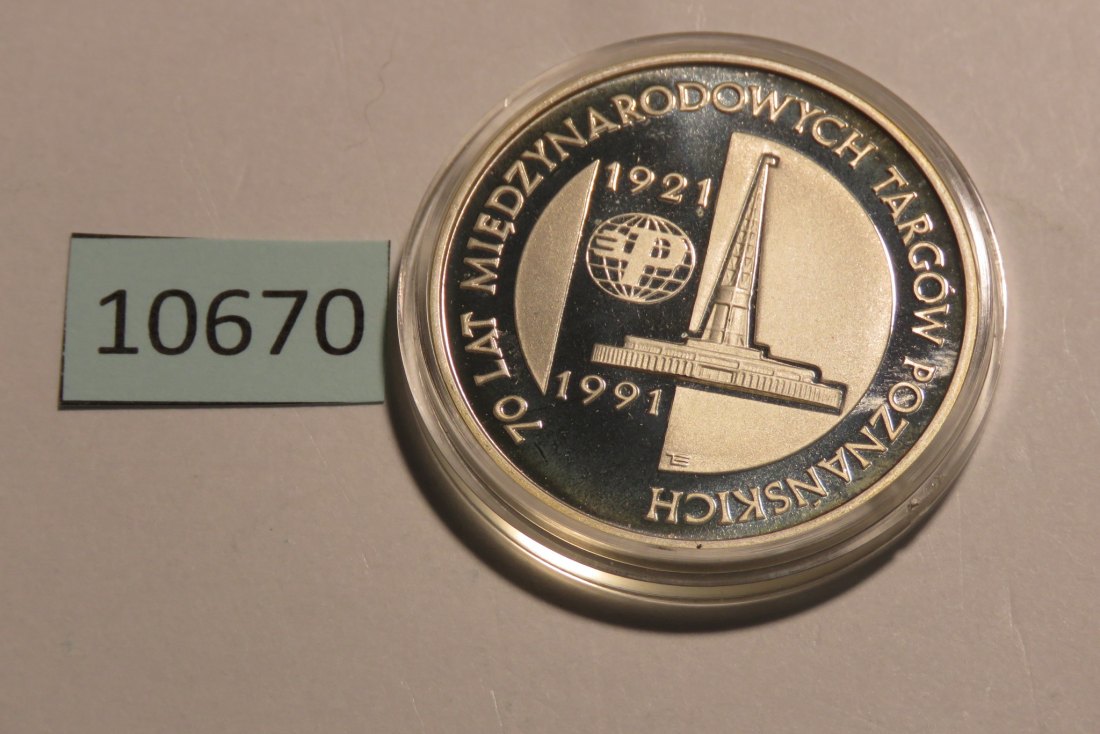 10670
70 LAT MIĘDZYNARODOWYCH TARGÓW POZNAŃSKICH
1921
1991